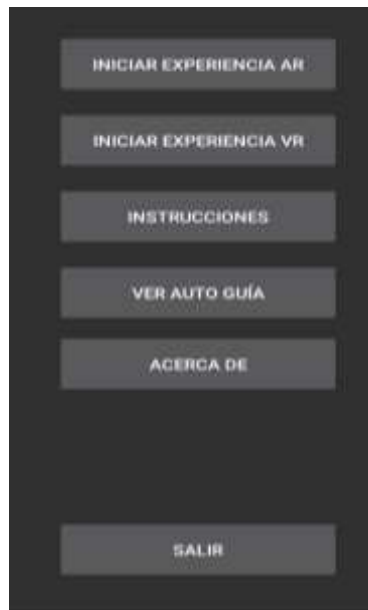 INICIAR EXPERIENCIA AR
INICIAR EXPERIENCIA VR
INSTRUCCIONES
VER AUTO GUÍA
ACERCA DE
SALIR